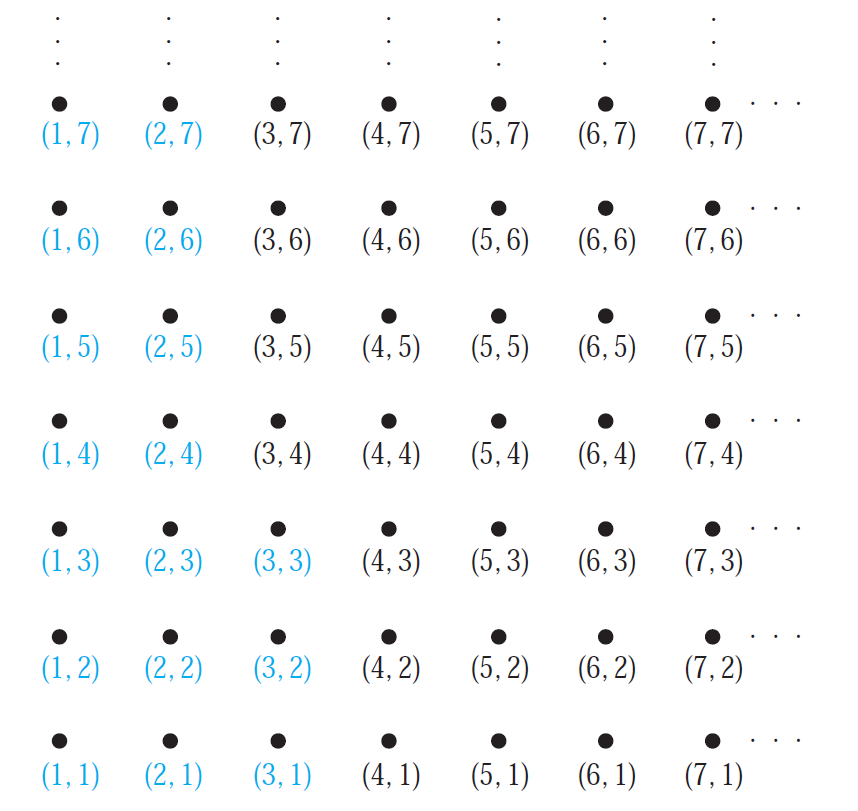 (1, 7) (2, 7) (3, 7) (4, 7) (5, 7) (6, 7) (7, 7) · · ·
(1, 6) (2, 6) (3, 6) (4, 6) (5, 6) (6, 6) (7, 6) · · ·
(1, 5) (2, 5) (3, 5) (4, 5) (5, 5) (6, 5) (7, 5) · · ·
(1, 4) (2, 4) (3, 4) (4, 4) (5, 4) (6, 4) (7, 4) · · ·
(1, 3) (2, 3) (3, 3) (4, 3) (5, 3) (6, 3) (7, 3) · · ·
(1, 2) (2, 2) (3, 2) (4, 2) (5, 2) (6, 2) (7, 2) · · ·
(1, 1) (2, 1) (3, 1) (4, 1) (5, 1) (6, 1) (7, 1) · · ·